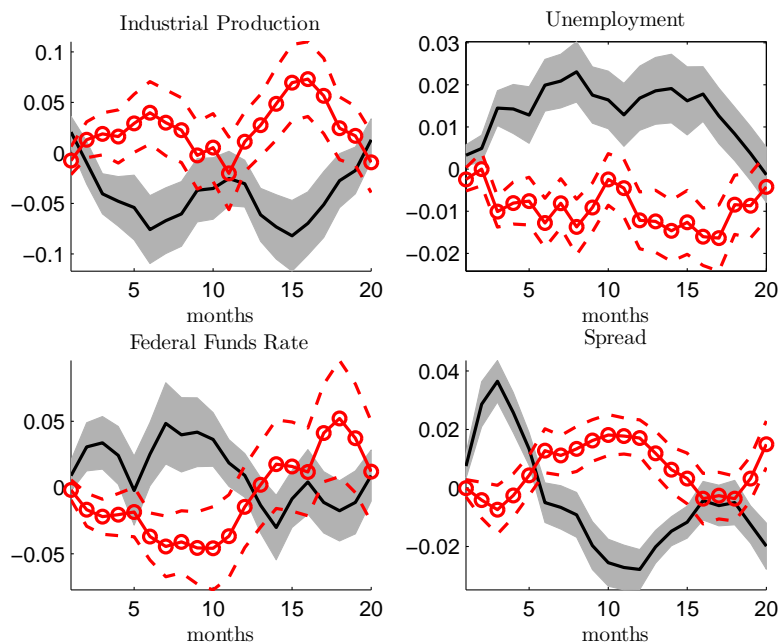 Industrial Production
0.1
0.05
0
−0.05
−0.1
5 10 15 20
months
Unemployment
0.03
0.02
0.01
0
−0.01
−0.02
5 10 15 20
months
Federal Funds Rate
0.05
0
−0.05
5 10 15 20
months
Spread
0.04
0.02
0
−0.02
5 10 15 20
months